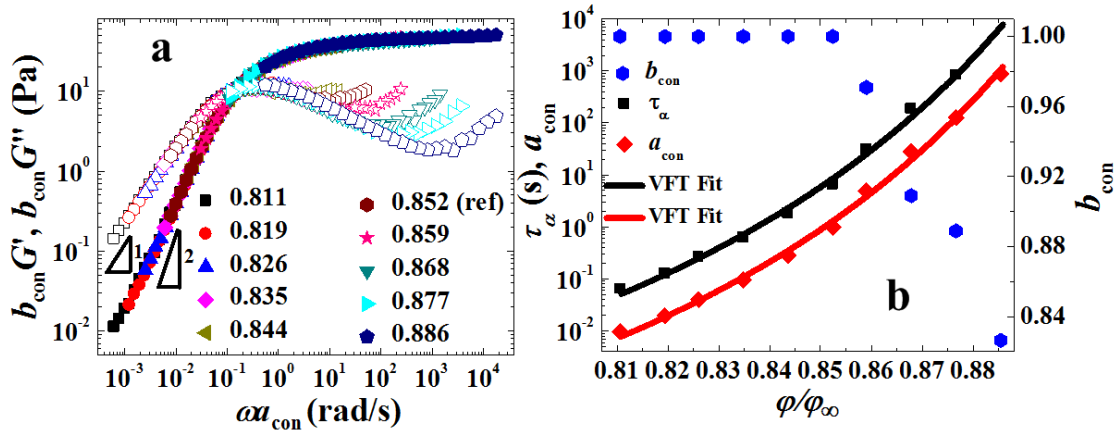 a
b_con G', b_con G'' (Pa)
10^2
10^1
10^0
10^-1
10^-2
1
2
0.811
0.819
0.826
0.835
0.844
0.852 (ref)
0.859
0.868
0.877
0.886
10^-3 10^-2 10^-1 10^0 10^1 10^2 10^3 10^4
ωa_con (rad/s)
b
τ_α (s), a_con
10^4
10^3
10^2
10^1
10^0
10^-1
10^-2
b_con
τ_α
a_con
VFT Fit
VFT Fit
1.00
0.96
0.92
0.88
0.84
b_con
0.81 0.82 0.83 0.84 0.85 0.86 0.87 0.88
φ/φ_∞